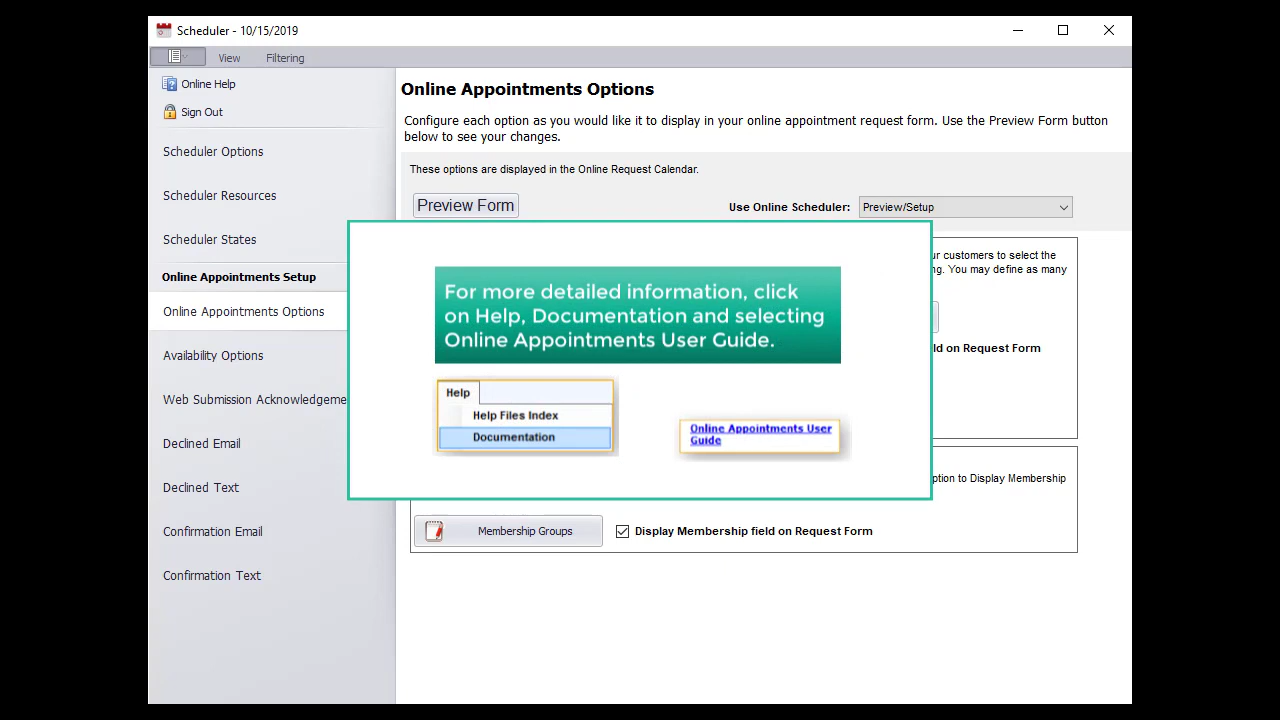 Scheduler - 10/15/2019
View
Filtering
Online Help
Sign Out
Scheduler Options
Scheduler Resources
Scheduler States
Online Appointments Setup
Online Appointments Options
Availability Options
Web Submission Acknowledgeme
Declined Email
Declined Text
Confirmation Email
Confirmation Text
Online Appointments Options
Configure each option as you would like it to display in your online appointment request form. Use the Preview Form button
below to see your changes.
These options are displayed in the Online Request Calendar.
Preview Form
Use Online Scheduler:
Preview/Setup
ur customers to select the
ng. You may define as many
ld on Request Form
For more detailed information, click
on Help, Documentation and selecting
Online Appointments User Guide.
Help
Help Files Index
Documentation
Online Appointments User
Guide
ption to Display Membership
Membership Groups
Display Membership field on Request Form